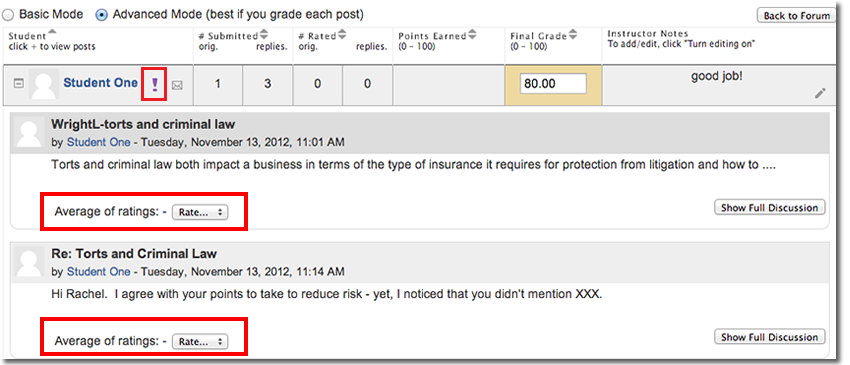 Basic Mode Advanced Mode (best if you grade each post) Back to Forum
Student # Submitted # Rated Points Earned Final Grade Instructor Notes
click + to view posts orig. replies. orig. replies. (0 - 100) (0 - 100) To add/edit, click "Turn editing on"
Student One ! 1 3 0 0 80.00 good job!
WrightL-torts and criminal law
by Student One - Tuesday, November 13, 2012, 11:01 AM
Torts and criminal law both impact a business in terms of the type of insurance it requires for protection from litigation and how to ....
Average of ratings: - Rate... Show Full Discussion
Re: Torts and Criminal Law
by Student One - Tuesday, November 13, 2012, 11:14 AM
Hi Rachel. I agree with your points to take to reduce risk - yet, I noticed that you didn't mention XXX.
Average of ratings: - Rate... Show Full Discussion